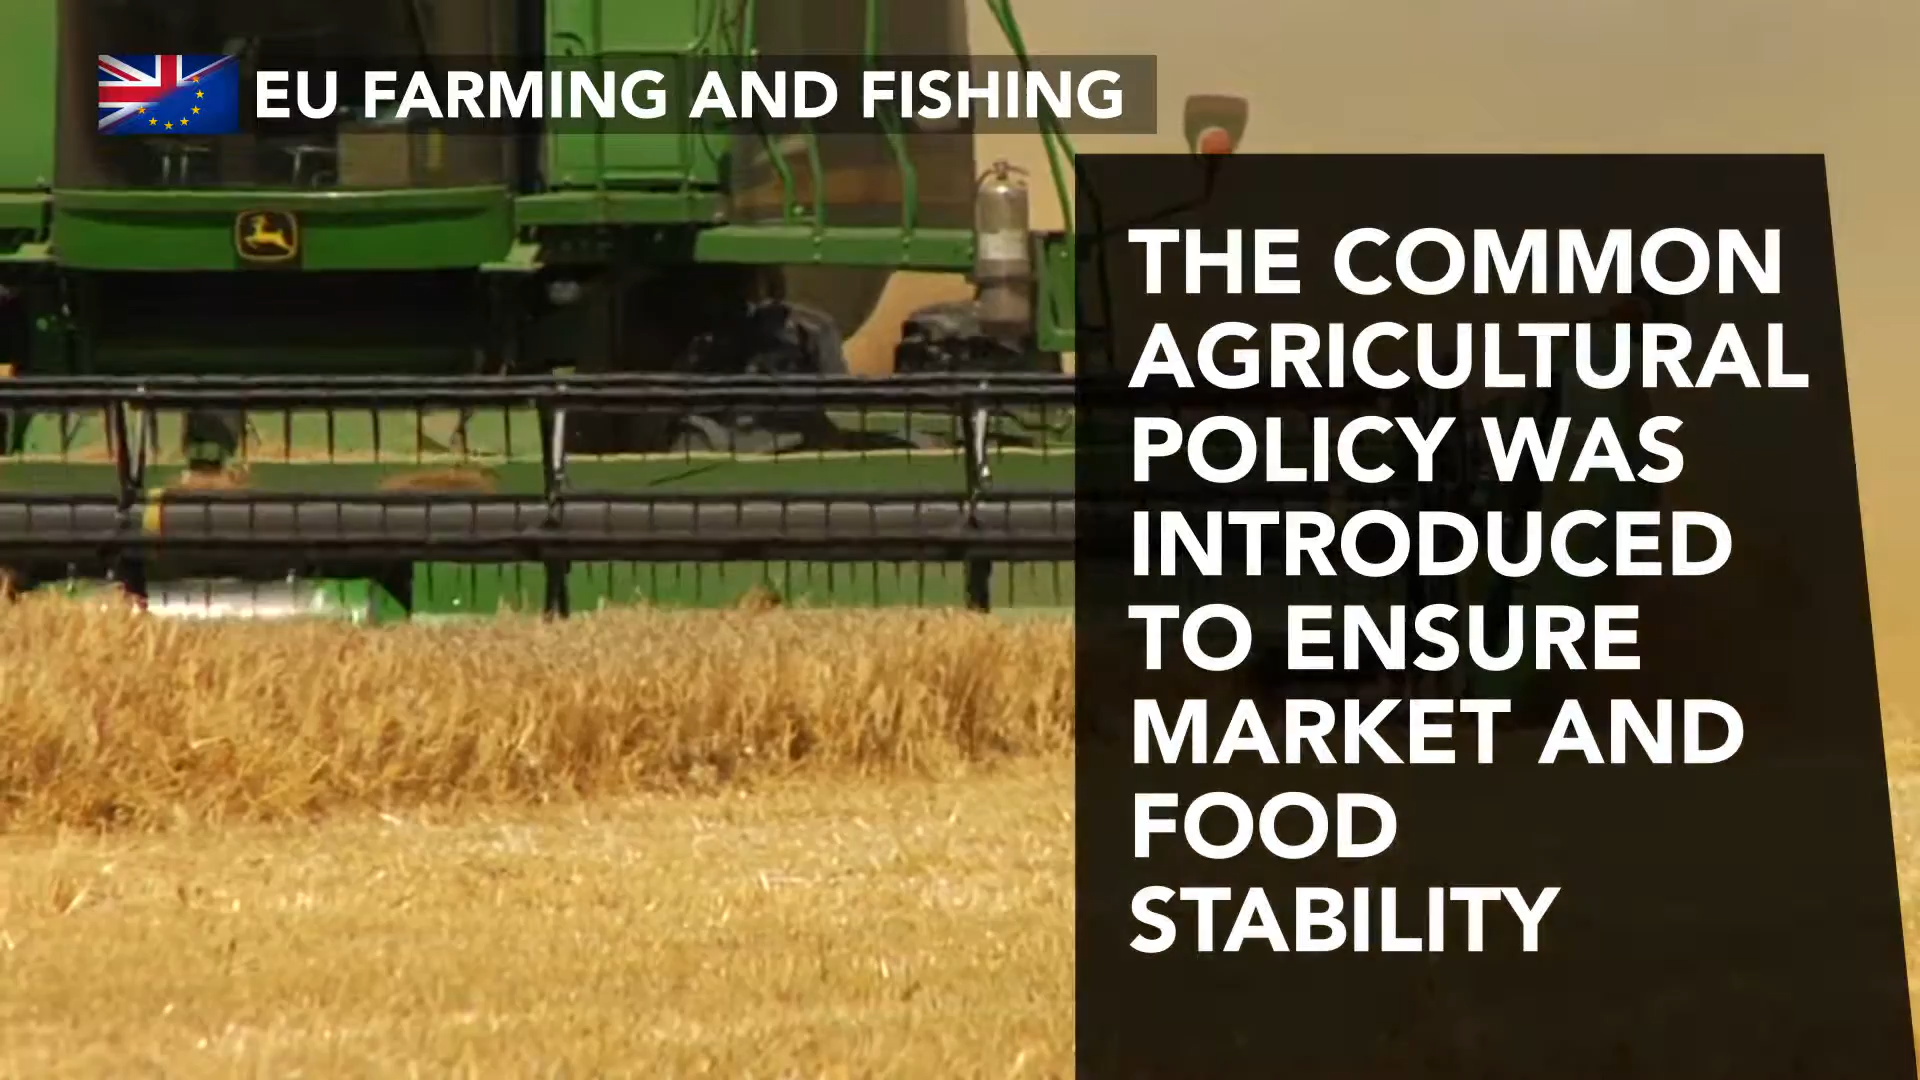 EU FARMING AND FISHING
THE COMMON
AGRICULTURAL
POLICY WAS
INTRODUCED
TO ENSURE
MARKET AND
FOOD
STABILITY